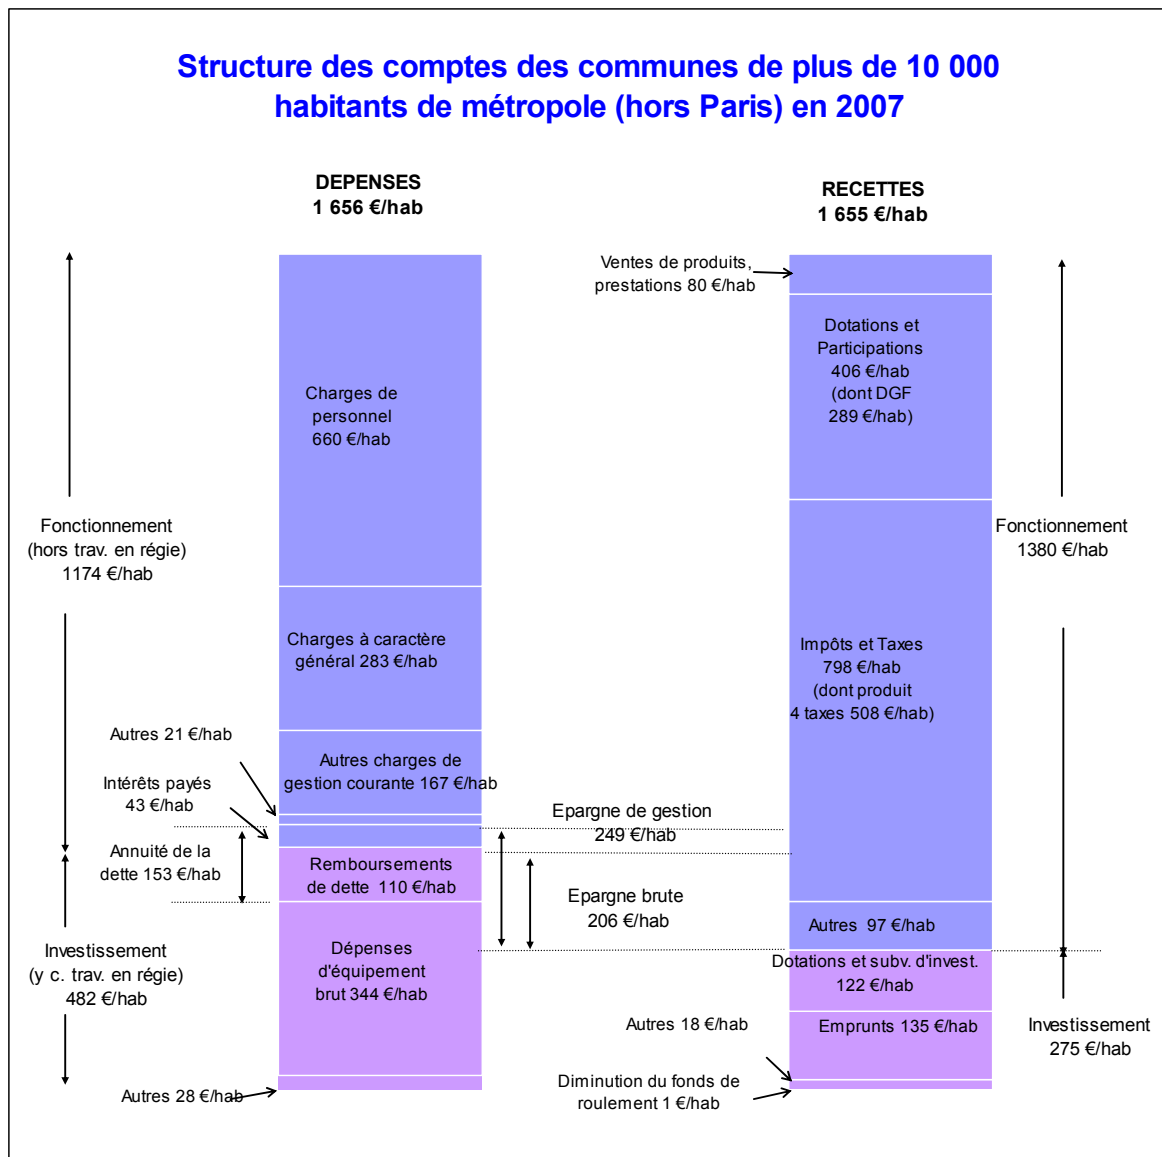 Structure des comptes des communes de plus de 10 000
habitants de métropole (hors Paris) en 2007
DEPENSES
1 656 €/hab
RECETTES
1 655 €/hab
Fonctionnement
(hors trav. en régie)
1174 €/hab
Investissement
(y c. trav. en régie)
482 €/hab
Autres 21 €/hab
Intérêts payés
43 €/hab
Annuité de la
dette 153 €/hab
Autres 28 €/hab
Charges de
personnel
660 €/hab
Charges à caractère
général 283 €/hab
Autres charges de
gestion courante 167 €/hab
Remboursements
de dette 110 €/hab
Dépenses
d'équipement
brut 344 €/hab
Epargne de gestion
249 €/hab
Epargne brute
206 €/hab
Ventes de produits,
prestations 80 €/hab
Dotations et
Participations
406 €/hab
(dont DGF
289 €/hab)
Impôts et Taxes
798 €/hab
(dont produit
4 taxes 508 €/hab)
Autres 97 €/hab
Dotations et subv. d'invest.
122 €/hab
Emprunts 135 €/hab
Autres 18 €/hab
Diminution du fonds de
roulement 1 €/hab
Fonctionnement
1380 €/hab
Investissement
275 €/hab